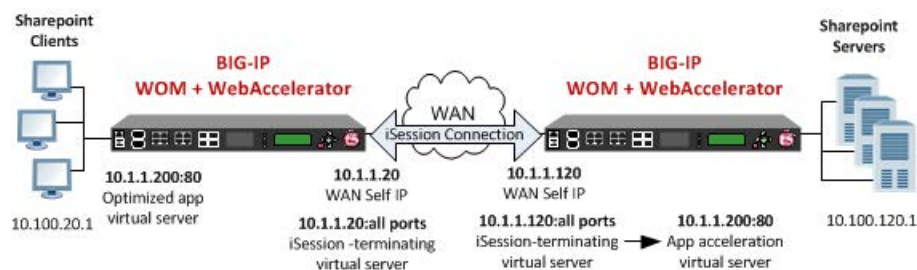 Sharepoint
Clients
BIG-IP
WOM + WebAccelerator
WAN
iSession Connection
BIG-IP
WOM + WebAccelerator
Sharepoint
Servers
10.100.20.1
10.1.1.200:80
Optimized app
virtual server
10.1.1.20
WAN Self IP
10.1.1.20:all ports
iSession -terminating
virtual server
10.1.1.120
WAN Self IP
10.1.1.120:all ports
iSession-terminating
virtual server
10.1.1.200:80
App acceleration
virtual server
10.100.120.1